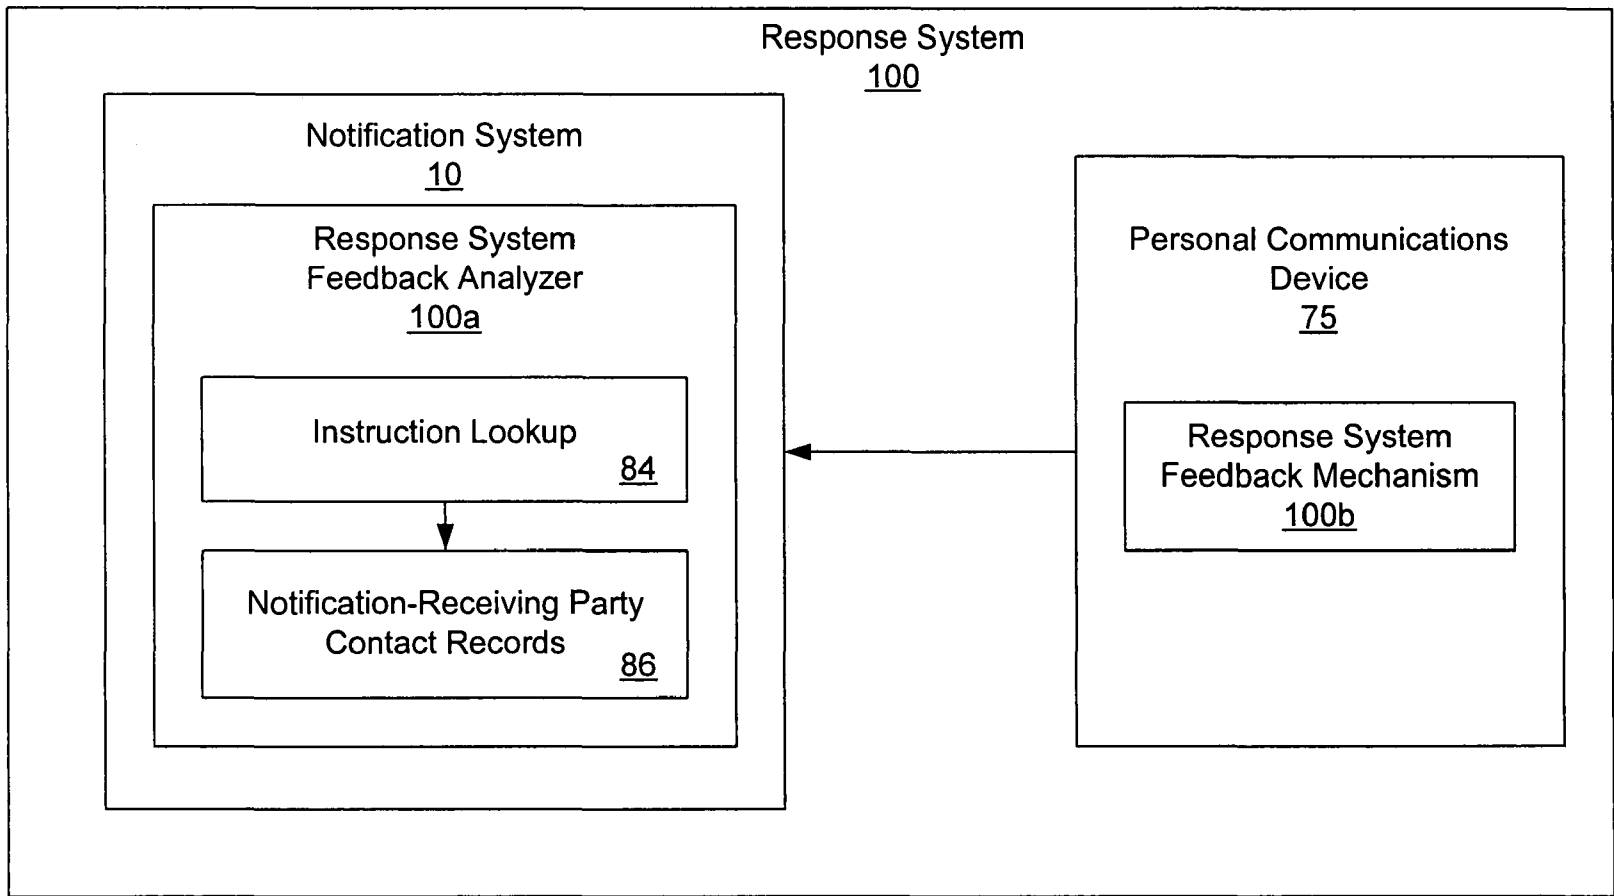 Response System
100
Notification System
10
Response System
Feedback Analyzer
100a
Instruction Lookup
84
Notification-Receiving Party
Contact Records
86
Personal Communications
Device
75
Response System
Feedback Mechanism
100b